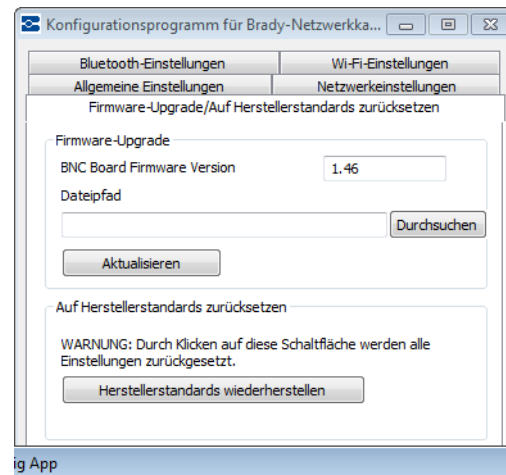 Konfigurationsprogramm für Brady-Netzwerkka...
Bluetooth-Einstellungen
Wi-Fi-Einstellungen
Allgemeine Einstellungen
Netzwerkeinstellungen
Firmware-Upgrade/Auf Herstellerstandards zurücksetzen
Firmware-Upgrade
BNC Board Firmware Version
1.46
Dateipfad
Durchsuchen
Aktualisieren
Auf Herstellerstandards zurücksetzen
WARNUNG: Durch Klicken auf diese Schaltfläche werden alle
Einstellungen zurückgesetzt.
Herstellerstandards wiederherstellen
ig App